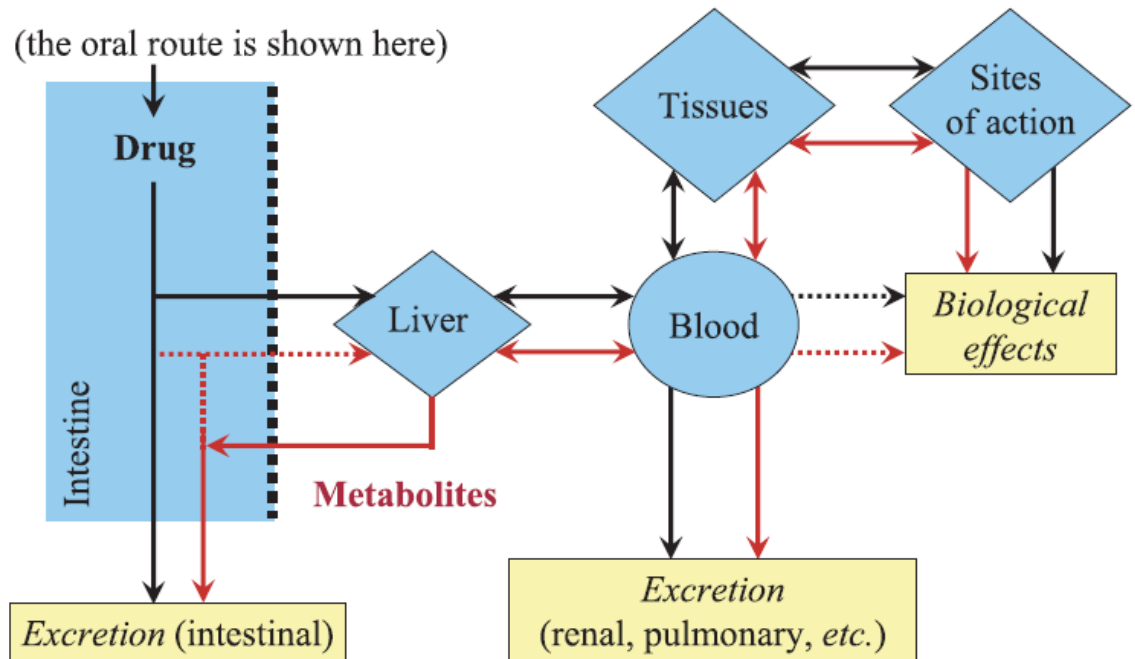 (the oral route is shown here)
Drug
Intestine
Liver
Metabolites
Excretion (intestinal)
Tissues
Sites
of action
Blood
Biological
effects
Excretion
(renal, pulmonary, etc.)